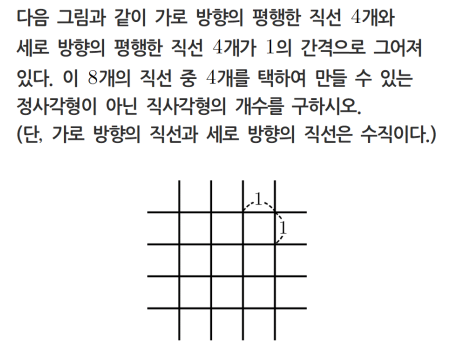 다음 그림과 같이 가로 방향의 평행한 직선 4개와
세로 방향의 평행한 직선 4개가 1의 간격으로 그어져
있다. 이 8개의 직선 중 4개를 택하여 만들 수 있는
정사각형이 아닌 직사각형의 개수를 구하시오.
(단, 가로 방향의 직선과 세로 방향의 직선은 수직이다.)
1
1